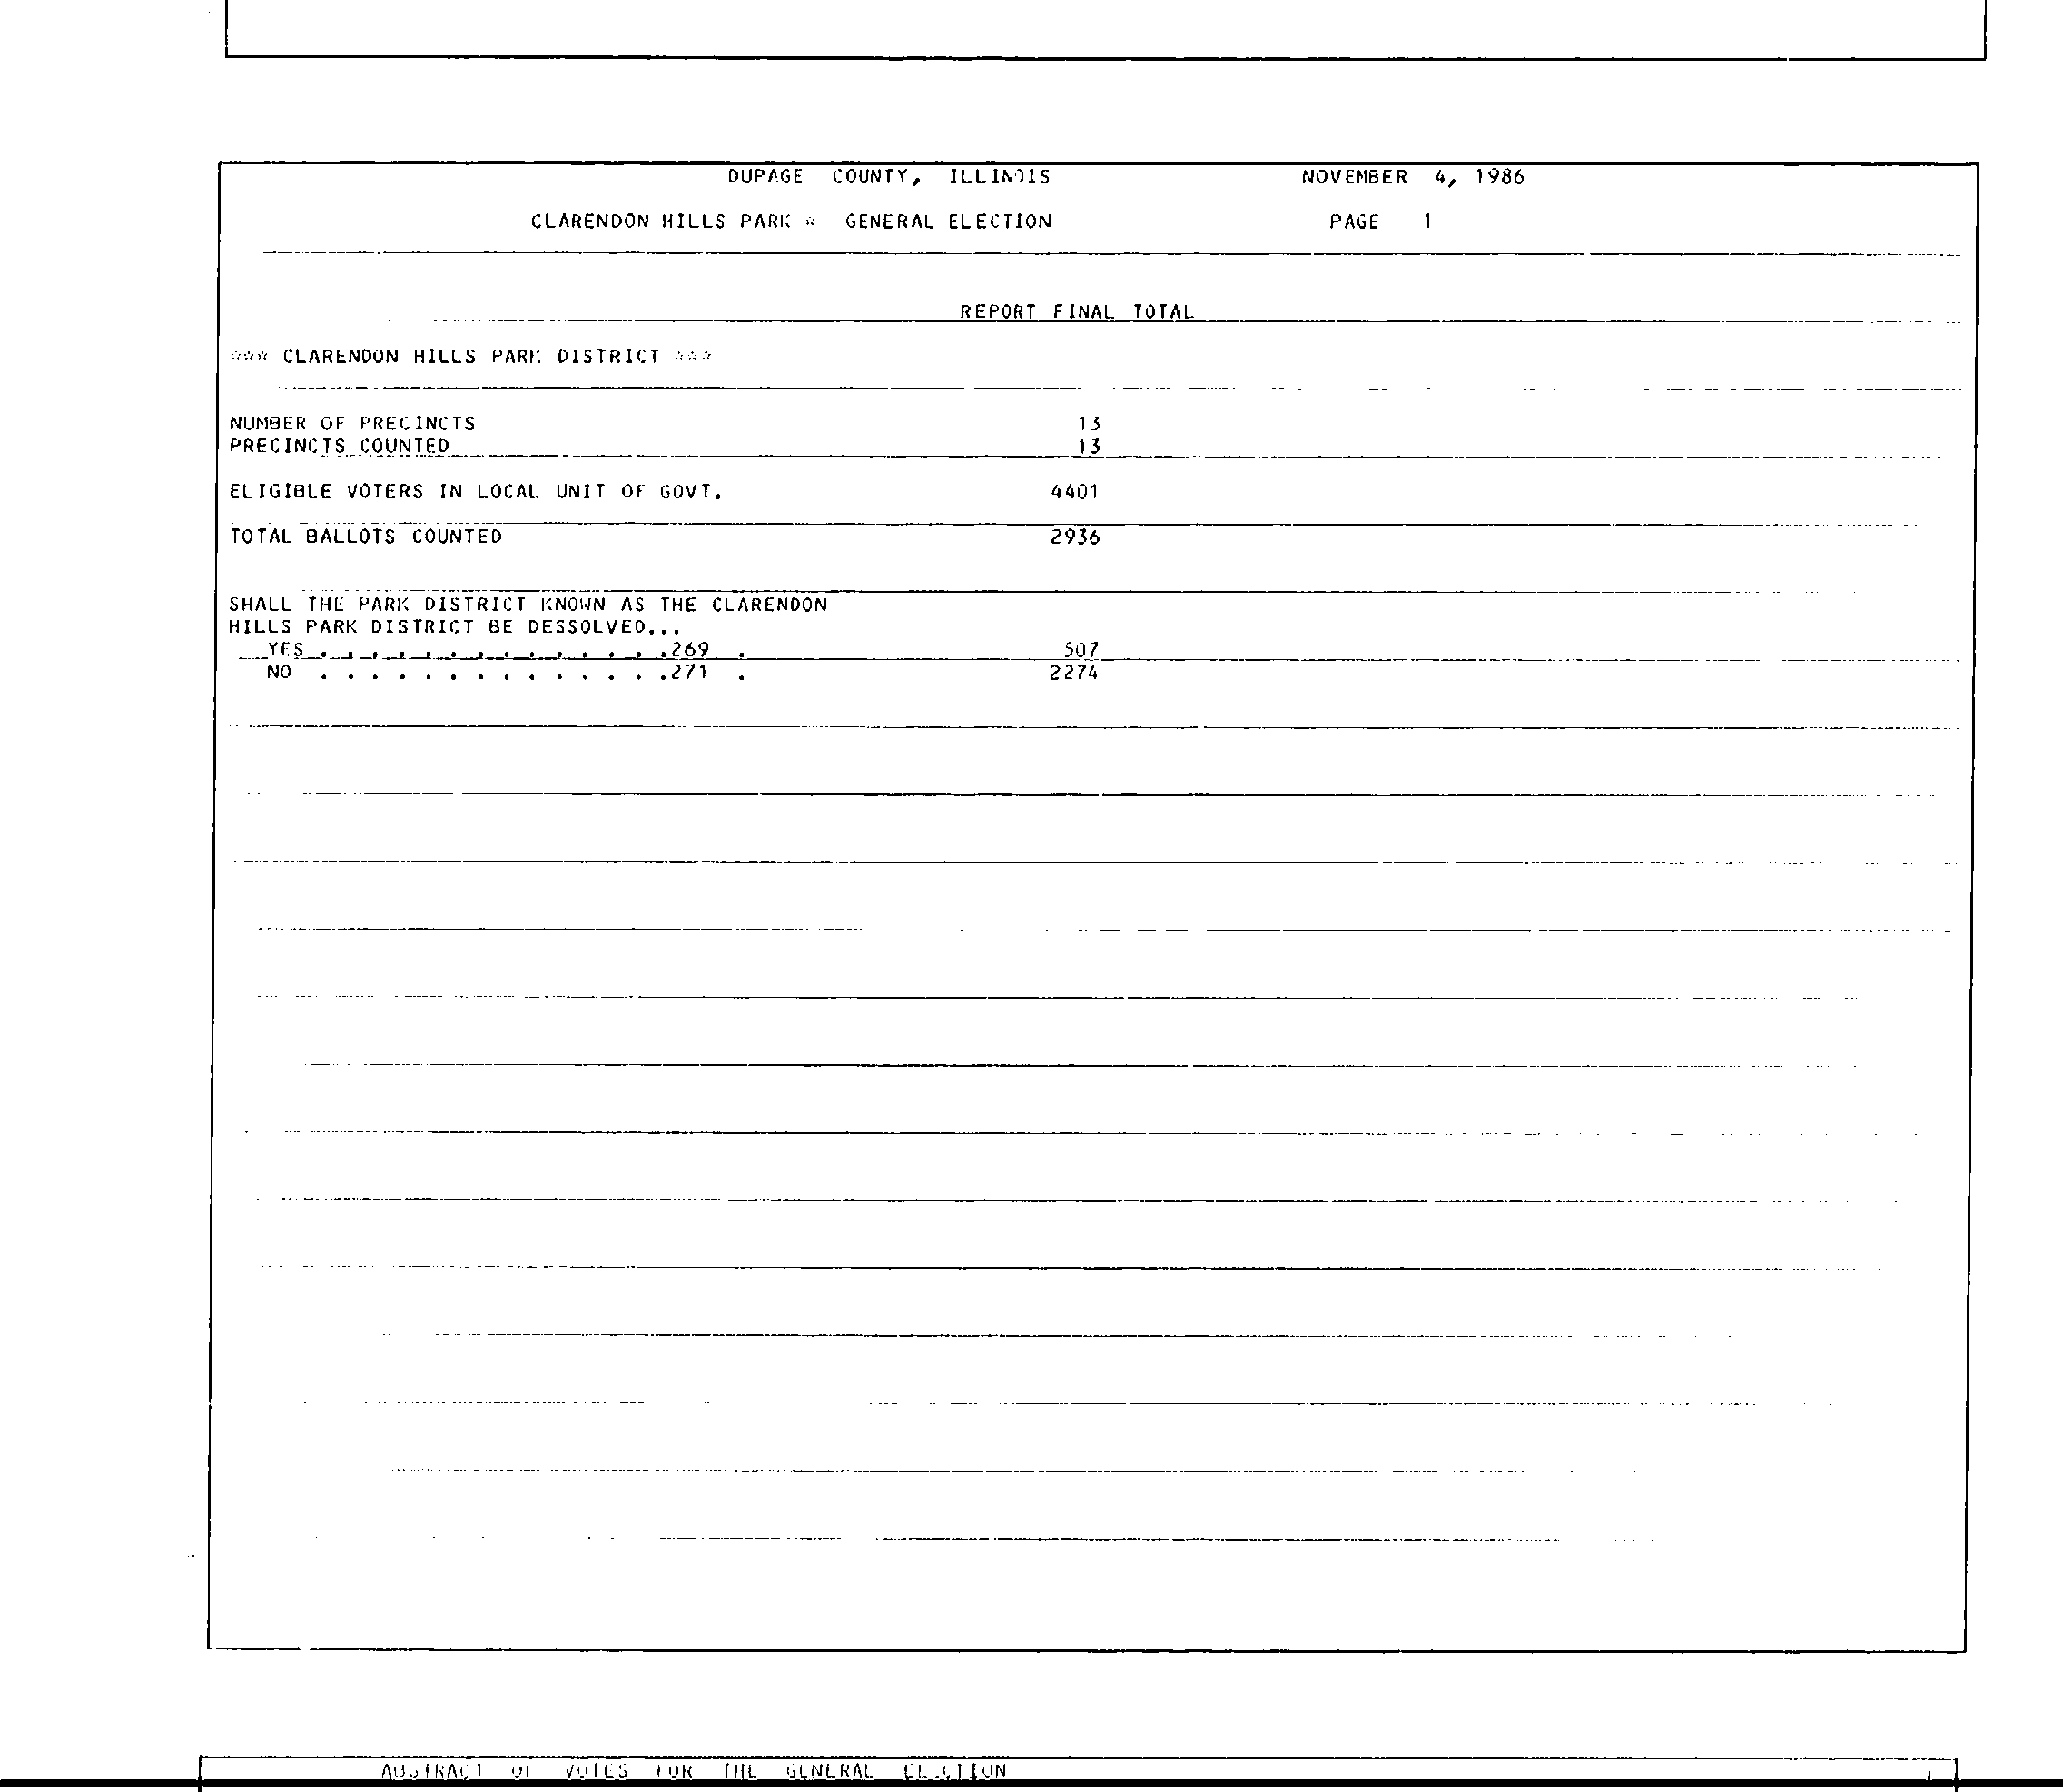 DUPAGE COUNTY, ILLINOIS NOVEMBER 4, 1986
CLARENDON HILLS PARK * GENERAL ELECTION PAGE 1
REPORT FINAL TOTAL
*** CLARENDON HILLS PARK DISTRICT ***
NUMBER OF PRECINCTS 13
PRECINCTS COUNTED 13
ELIGIBLE VOTERS IN LOCAL UNIT OF GOVT. 4401
TOTAL BALLOTS COUNTED 2936
SHALL THE PARK DISTRICT KNOWN AS THE CLARENDON
HILLS PARK DISTRICT BE DESSOLVED...
YES . . . . . . . . . . . . . .269 . 507
NO . . . . . . . . . . . . . .271 . 2274
ABSTRACT OF VOTES FOR THE GENERAL ELECTION